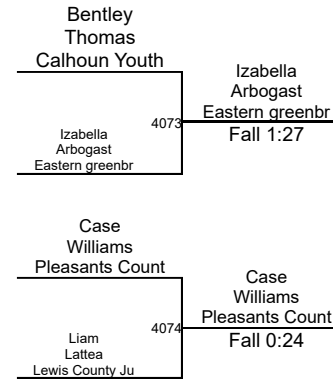 Bentley
Thomas
Calhoun Youth
Izabella
Arbogast
Eastern greenbr
4073
Fall 1:27
Izabella
Arbogast
Eastern greenbr
Case
Williams
Pleasants Count
Case
Williams
Pleasants Count
4074
Fall 0:24
Liam
Lattea
Lewis County Ju